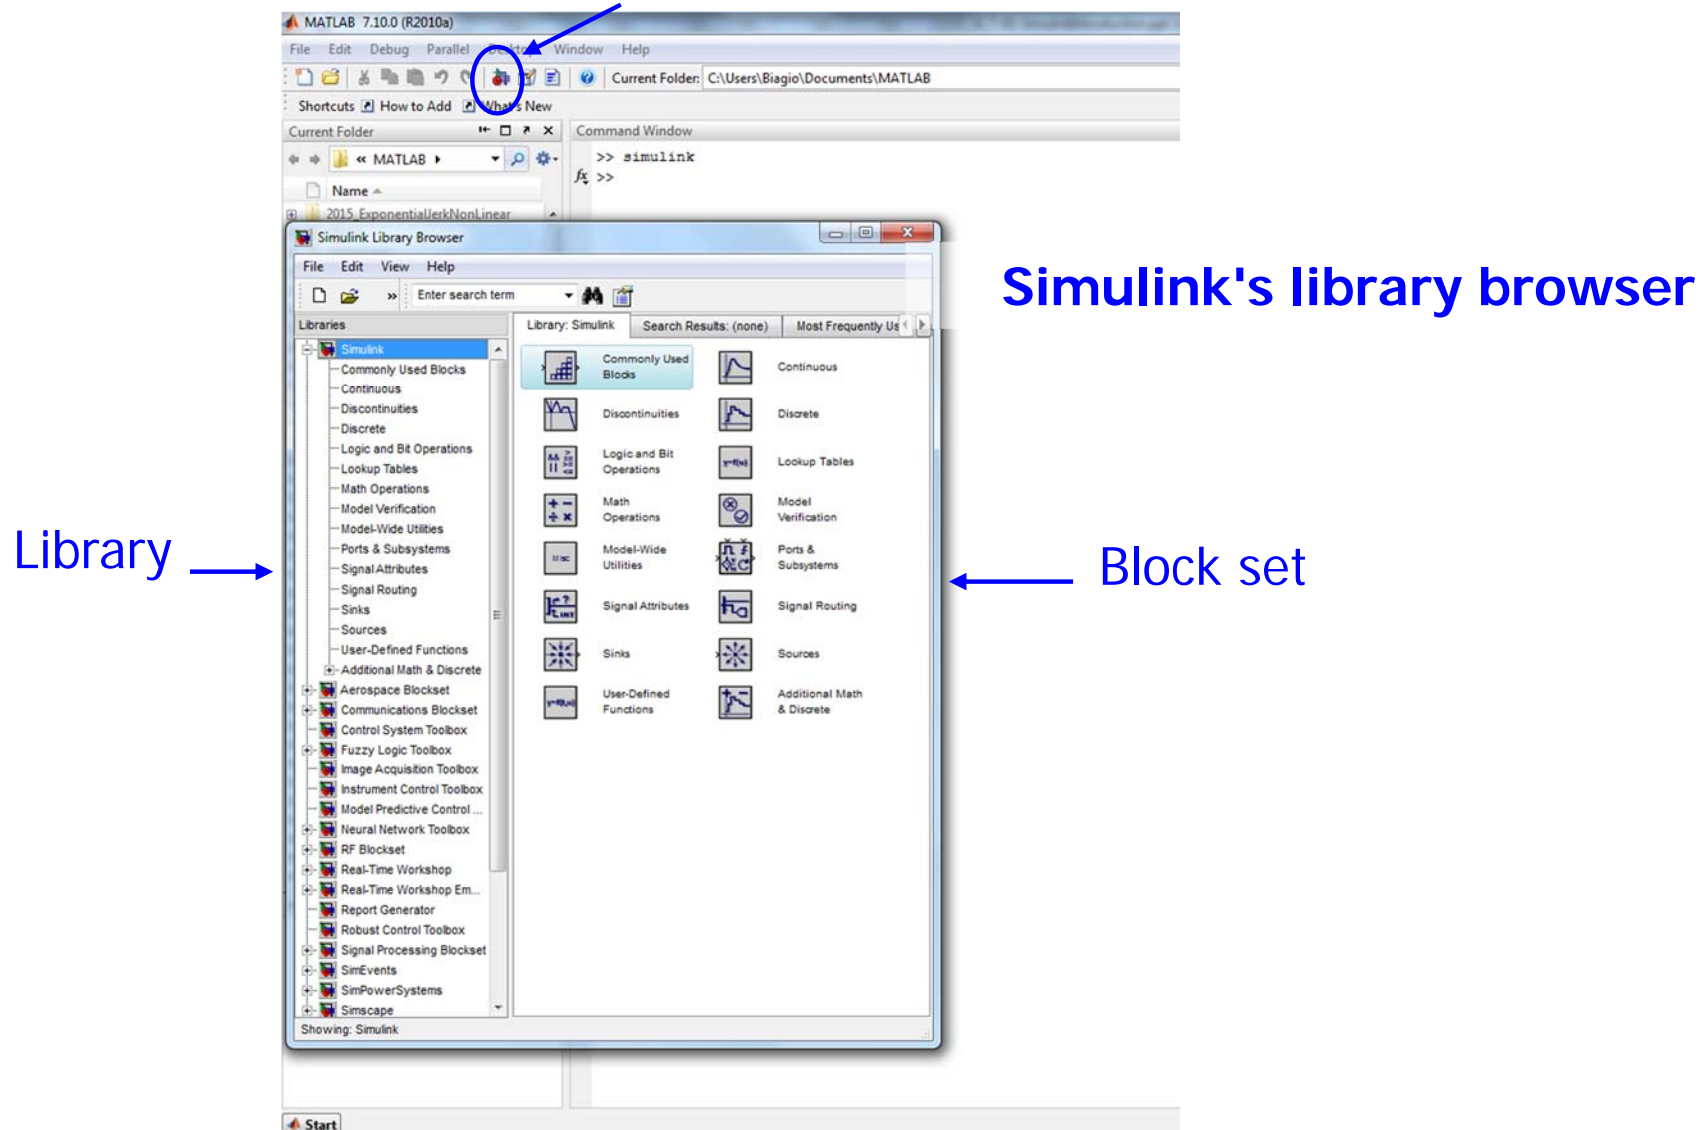 MATLAB 7.10.0 (R2010a)
File Edit Debug Parallel Desktop Window Help
Current Folder: C:\Users\Biagio\Documents\MATLAB
Shortcuts How to Add What's New
Current Folder
Command Window
« MATLAB
>> simulink
fx >>
Name
2015_ExponentialJerkNonLinear
Simulink Library Browser
File Edit View Help
» Enter search term
Simulink's library browser
Libraries
Library: Simulink Search Results: (none) Most Frequently Us
Simulink
Commonly Used Blocks
Continuous
Discontinuities
Discrete
Logic and Bit Operations
Lookup Tables
Math Operations
Model Verification
Model-Wide Utilities
Ports & Subsystems
Signal Attributes
Signal Routing
Sinks
Sources
User-Defined Functions
Additional Math & Discrete
Aerospace Blockset
Communications Blockset
Control System Toolbox
Fuzzy Logic Toolbox
Image Acquisition Toolbox
Instrument Control Toolbox
Model Predictive Control ...
Neural Network Toolbox
RF Blockset
Real-Time Workshop
Real-Time Workshop Em...
Report Generator
Robust Control Toolbox
Signal Processing Blockset
SimEvents
SimPowerSystems
Simscape
Commonly Used
Blocks
Continuous
Discontinuities
Discrete
Logic and Bit
Operations
y=f(u)
Lookup Tables
Math
Operations
Model
Verification
Misc
Model-Wide
Utilities
Ports &
Subsystems
Signal Attributes
Signal Routing
Sinks
Sources
y=f(u)
User-Defined
Functions
Additional Math
& Discrete
Showing: Simulink
Library
Block set
Start